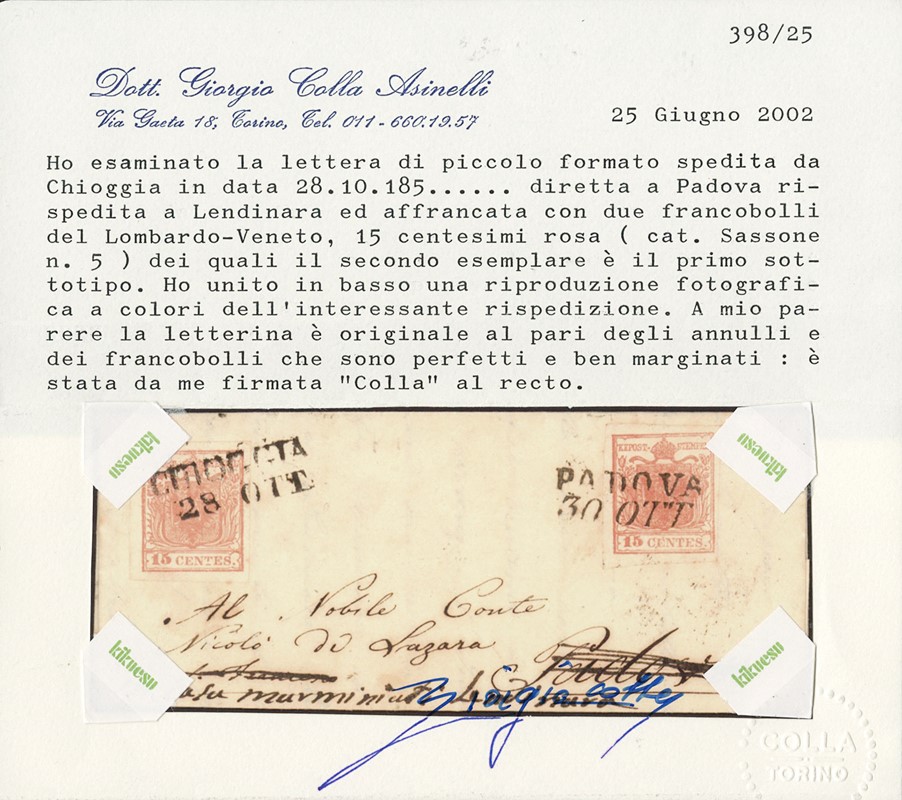 398/25
Dott. Giorgio Colla Asinelli
Via Gaeta 18, Torino, Tel. 011-660.19.57
25 Giugno 2002
Ho esaminato la lettera di piccolo formato spedita da
Chioggia in data 28.10.185...... diretta a Padova ri-
spedita a Lendinara ed affrancata con due francobolli
del Lombardo-Veneto, 15 centesimi rosa ( cat. Sassone
n. 5 ) dei quali il secondo esemplare è il primo sot-
totipo. Ho unito in basso una riproduzione fotografi-
ca a colori dell'interessante rispedizione. A mio pa-
rere la letterina è originale al pari degli annulli e
dei francobolli che sono perfetti e ben marginati : è
stata da me firmata "Colla" al recto.
kikuesu
kikuesu
CHIOGGIA
28 OTT.
PADOVA
30 OTT.
15 CENTES.
15 CENTES.
Al Nobile Conte
Nicolò de Lazara
Padova
kikuesu
kikuesu
COLLA
TORINO